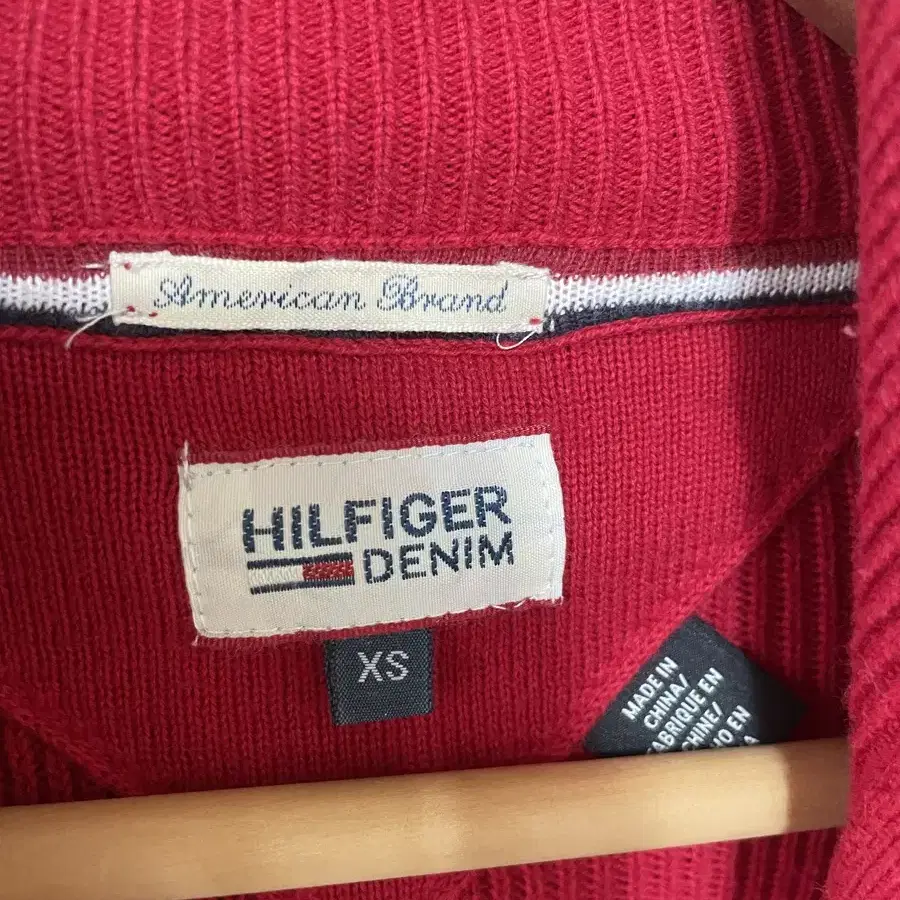 American Brand
HILFIGER
DENIM
XS
MADE IN
CHINA/
FABRIQUE EN
CHINE/